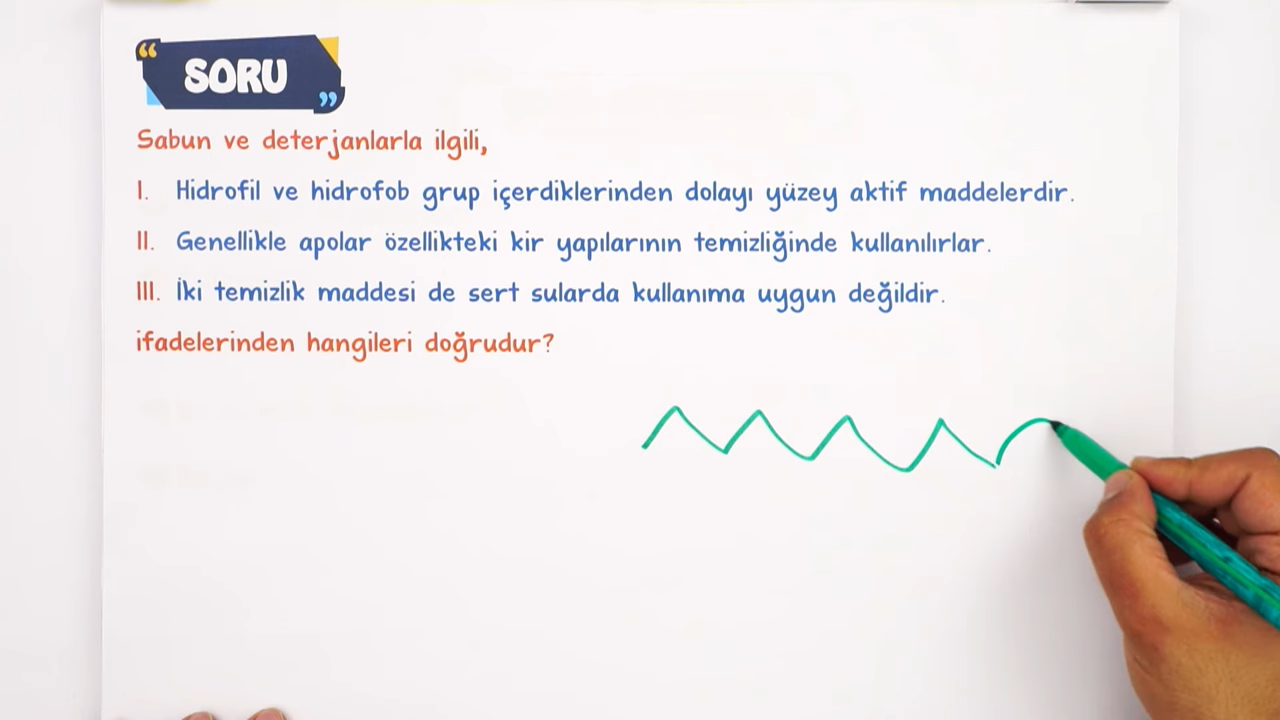 “ SORU ”
Sabun ve deterjanlarla ilgili,
I. Hidrofil ve hidrofob grup içerdiklerinden dolayı yüzey aktif maddelerdir.
II. Genellikle apolar özellikteki kir yapılarının temizliğinde kullanılırlar.
III. İki temizlik maddesi de sert sularda kullanıma uygun değildir.
ifadelerinden hangileri doğrudur?